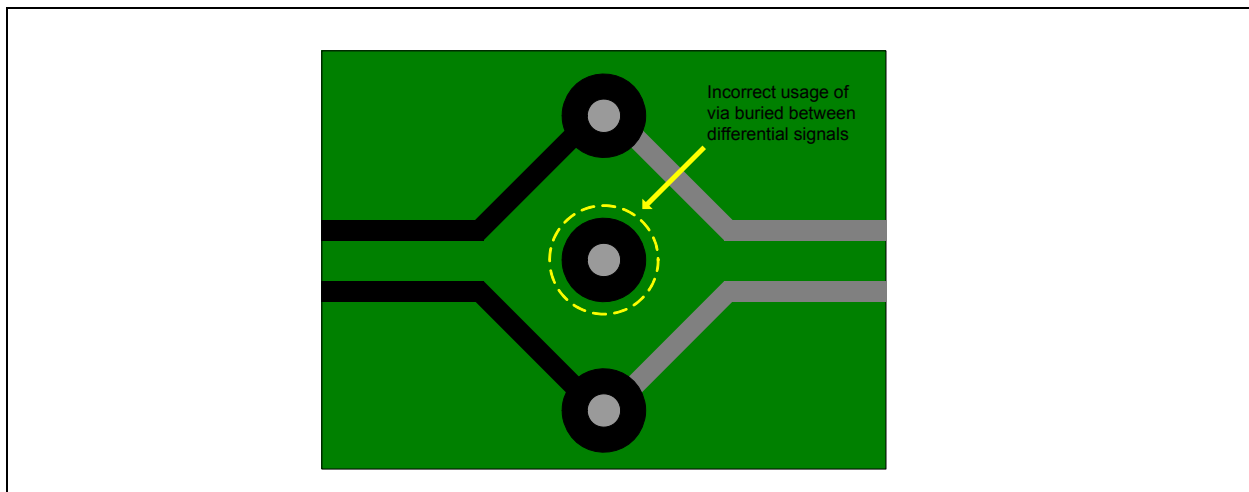 Incorrect usage of
via buried between
differential signals